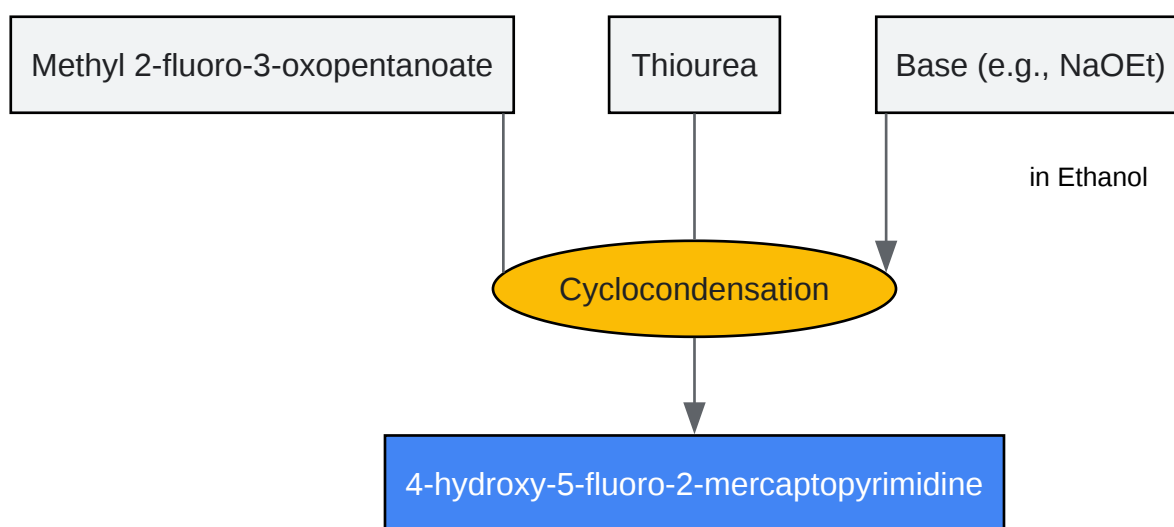 Methyl 2-fluoro-3-oxopentanoate
Thiourea
Base (e.g., NaOEt)
in Ethanol
Cyclocondensation
4-hydroxy-5-fluoro-2-mercaptopyrimidine